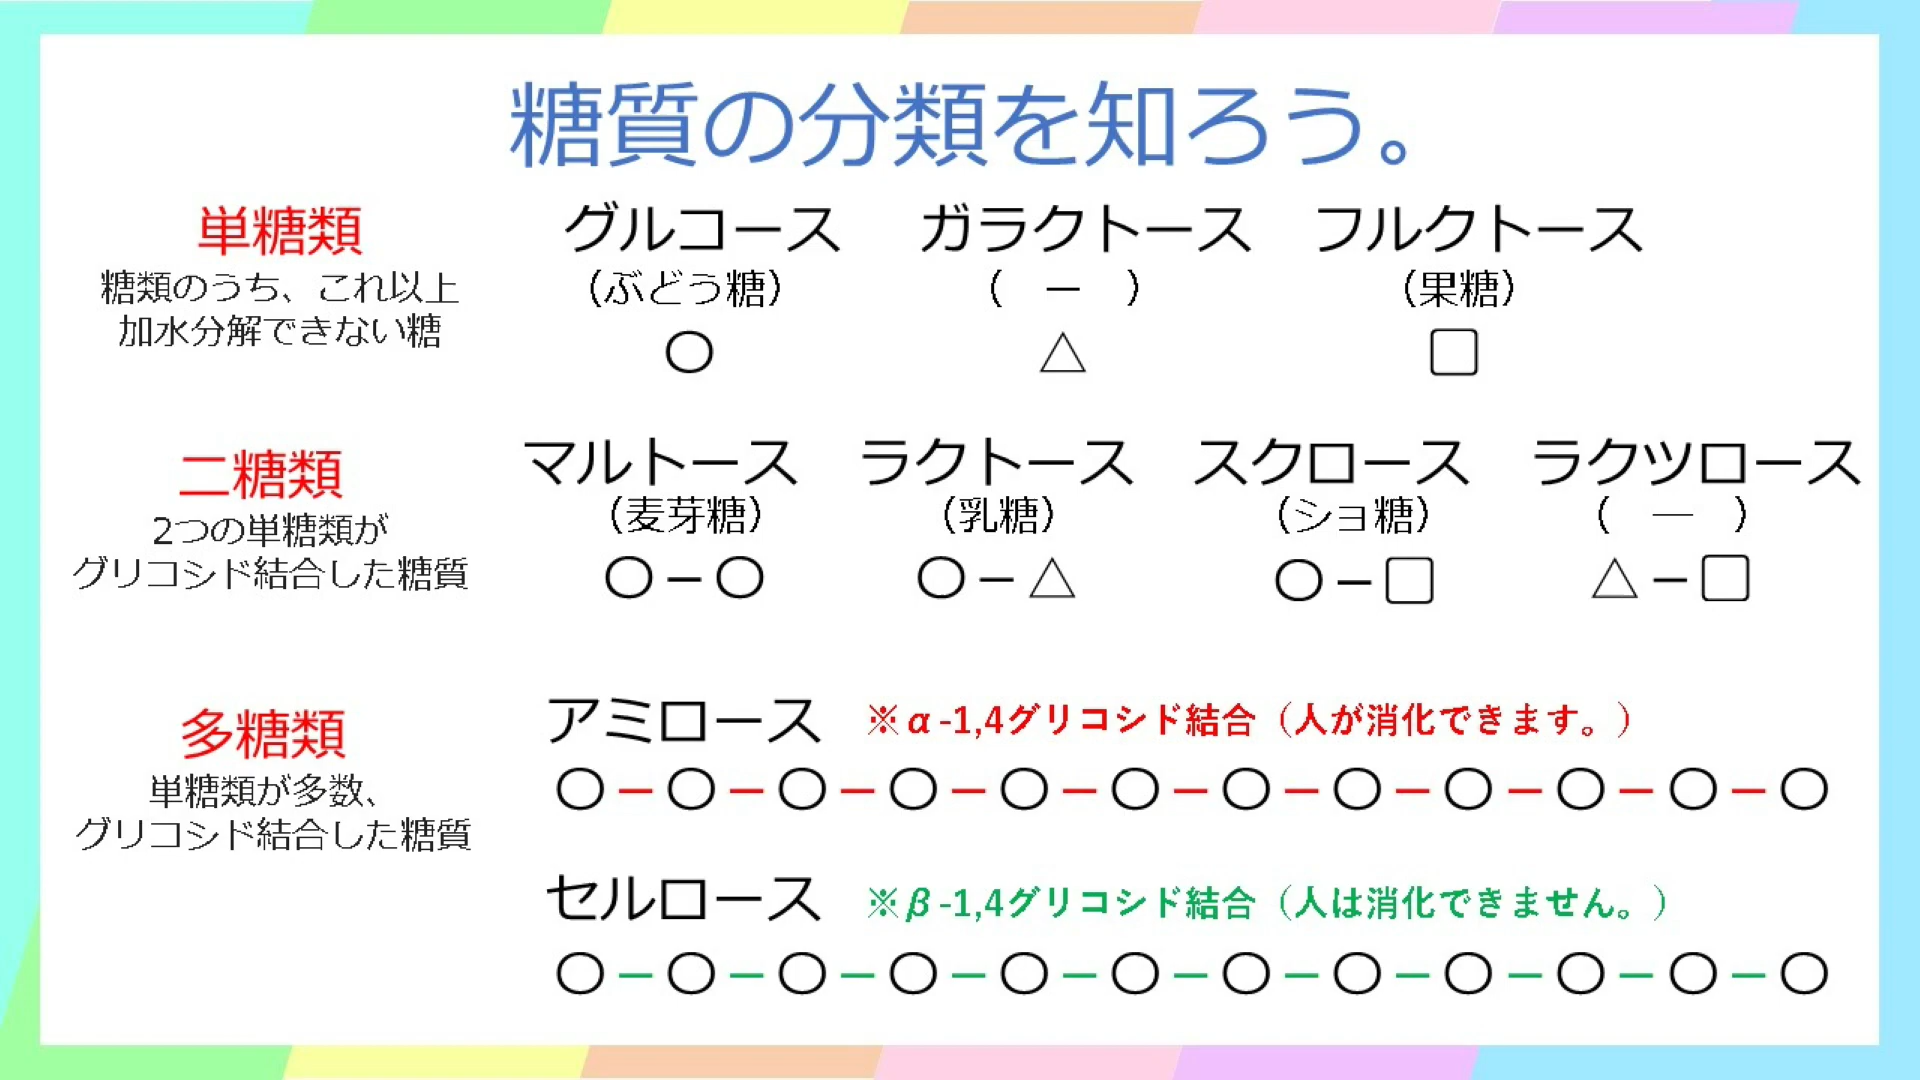 糖質の分類を知ろう。
単糖類
糖類のうち、これ以上
加水分解できない糖
グルコース ガラクトース フルクトース
（ぶどう糖） （ ー ） （果糖）
〇 △ □
二糖類
2つの単糖類が
グリコシド結合した糖質
マルトース ラクトース スクロース ラクツロース
（麦芽糖） （乳糖） （ショ糖） （ ― ）
〇－〇 〇－△ 〇－□ △－□
多糖類
単糖類が多数、
グリコシド結合した糖質
アミロース ※α-1,4グリコシド結合（人が消化できます。）
〇－〇－〇－〇－〇－〇－〇－〇－〇－〇－〇－〇
セルロース ※β-1,4グリコシド結合（人は消化できません。）
〇－〇－〇－〇－〇－〇－〇－〇－〇－〇－〇－〇